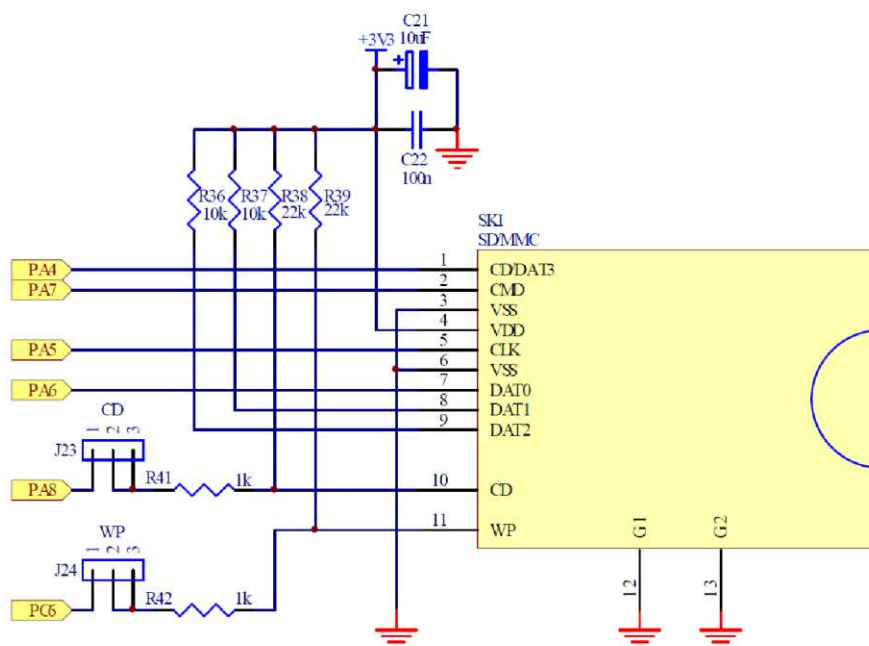 C21
10uF
+3V3
+
C22
100n
R36
10k
R37
10k
R38
22k
R39
22k
SK1
SD/MMC
PA4
1
CD/DAT3
PA7
2
CMD
3
VSS
4
VDD
PA5
5
CLK
6
VSS
PA6
7
DAT0
8
DAT1
9
DAT2
CD
1
2
3
J23
PA8
R41
1k
10
CD
WP
1
2
3
J24
PC6
R42
1k
11
WP
G1
G2
12
13